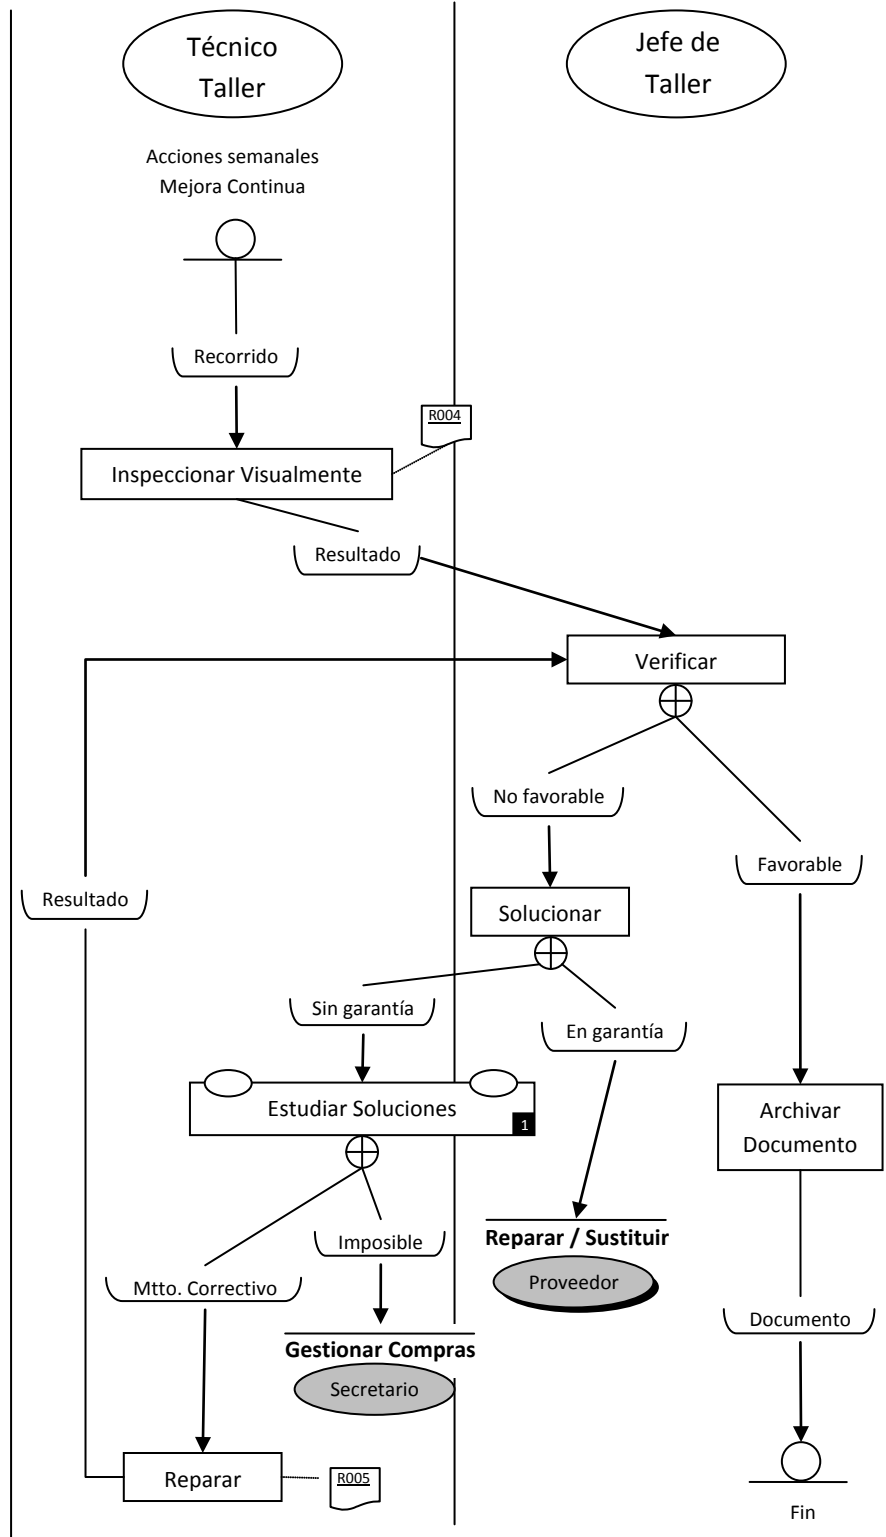 Técnico
Taller
Jefe de
Taller
Acciones semanales
Mejora Continua
Recorrido
R004
Inspeccionar Visualmente
Resultado
Verificar
No favorable
Favorable
Resultado
Solucionar
Sin garantía
En garantía
Estudiar Soluciones
1
Archivar
Documento
Imposible
Reparar / Sustituir
Proveedor
Mtto. Correctivo
Documento
Gestionar Compras
Secretario
Reparar
R005
Fin